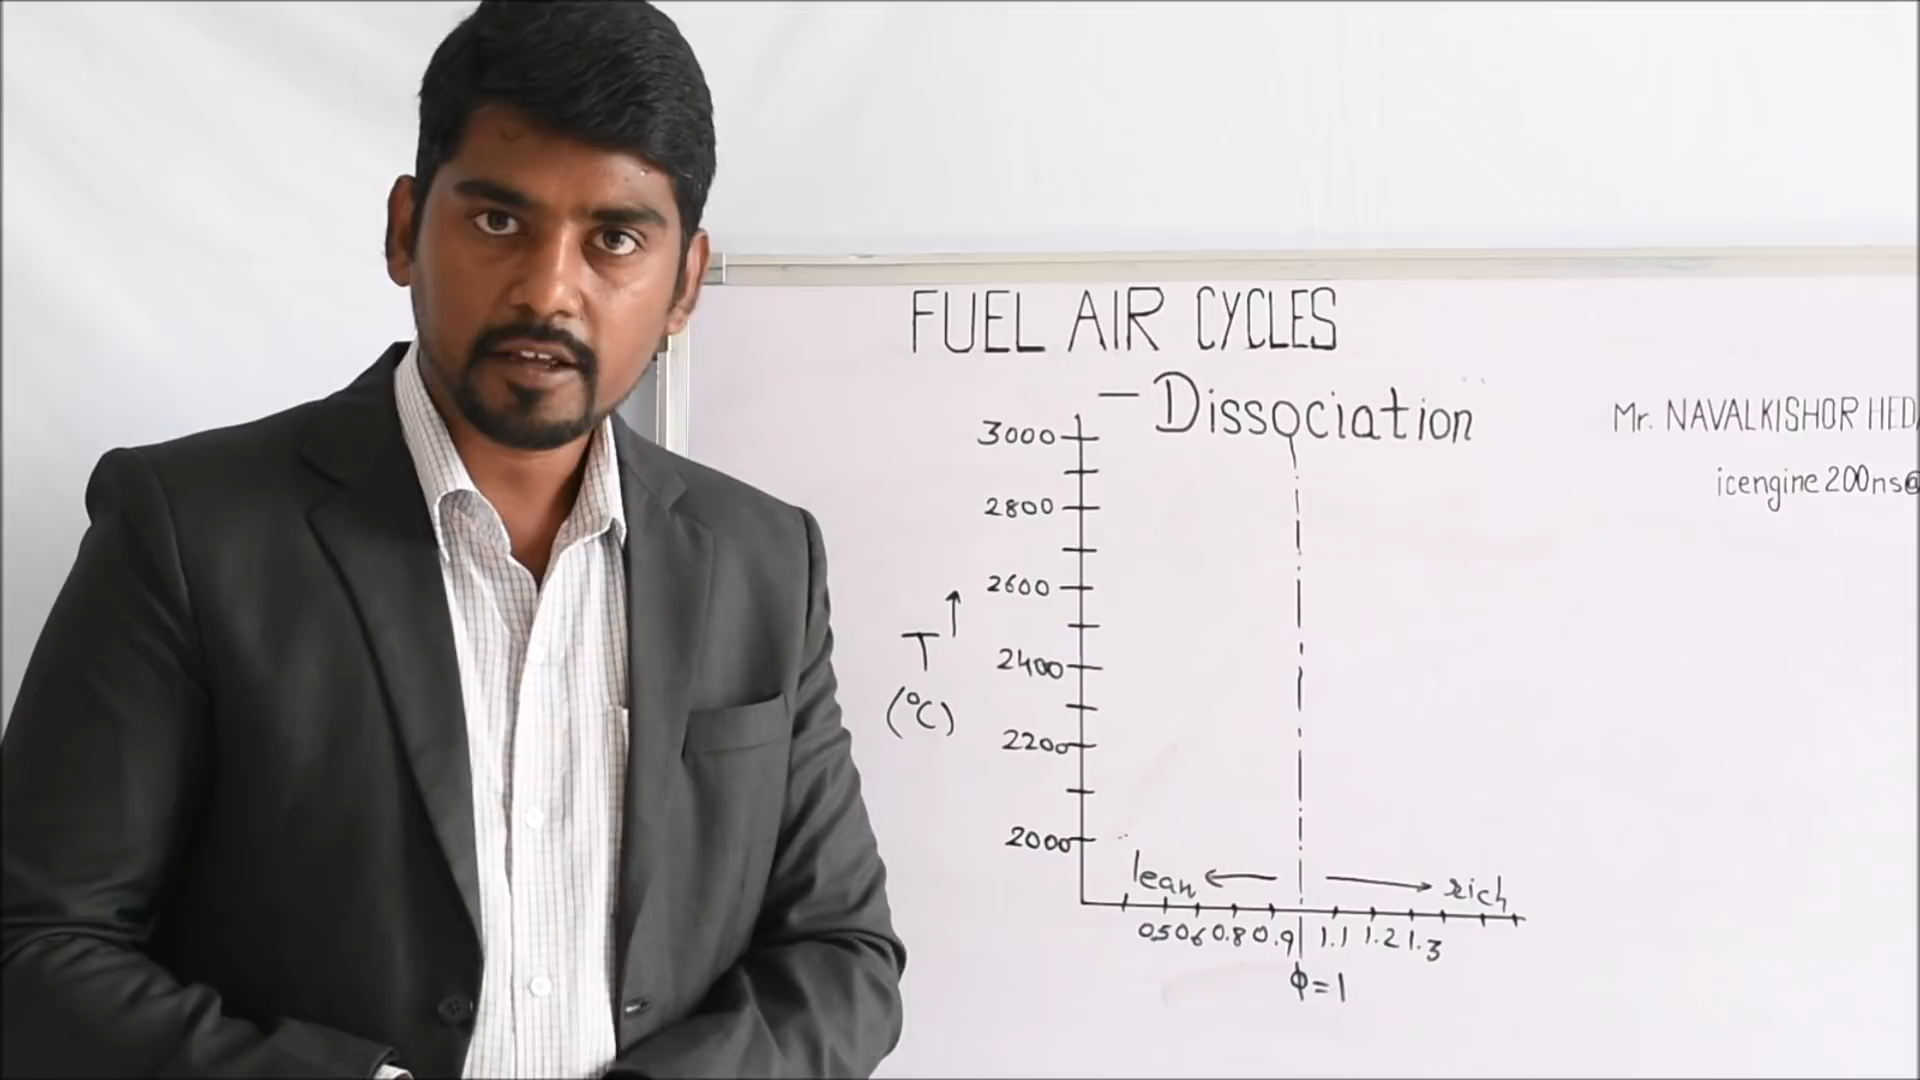 FUEL AIR CYCLES
- Dissociation
Mr. NAVALKISHOR HED
icengine200ns@
3000
2800
2600
2400
2200
2000
T ↑
(°C)
lean ← → rich
0.5 0.6 0.8 0.9 1.1 1.2 1.3
φ = 1